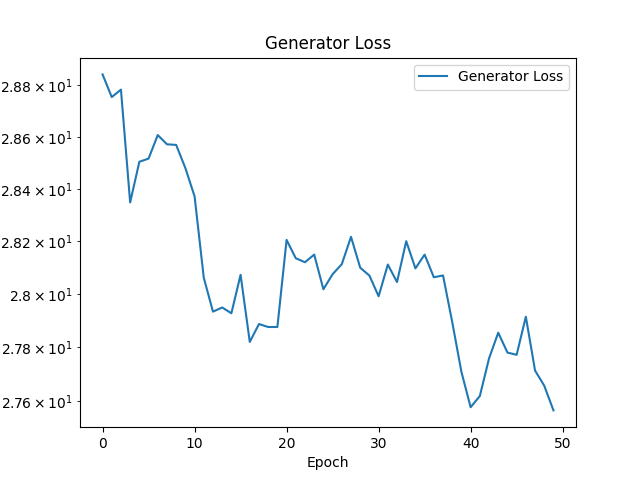 Generator Loss
Generator Loss
2.88 × 10¹
2.86 × 10¹
2.84 × 10¹
2.82 × 10¹
2.8 × 10¹
2.78 × 10¹
2.76 × 10¹
0 10 20 30 40 50
Epoch